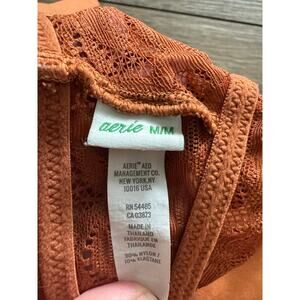 aerie M/M
AERIE™ AEO
MANAGEMENT CO.
NEW YORK, NY
10016 USA
RN 54485
CA 03873
MADE IN
THAILAND
FABRIQUÉ EN
THAÏLANDE
90% NYLON /
10% ELASTANE